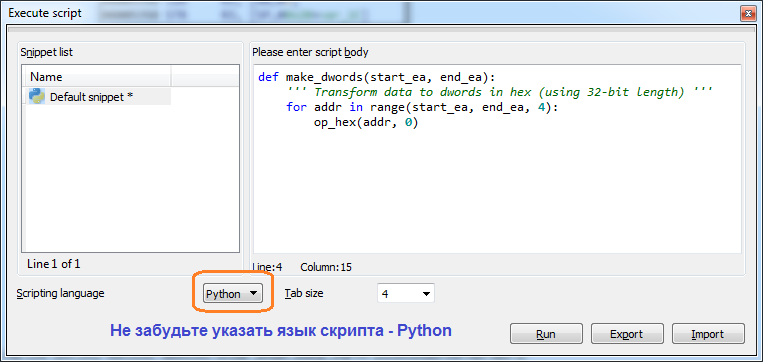 Execute script
Snippet list
Name
Default snippet *
Line 1 of 1
Please enter script body
def make_dwords(start_ea, end_ea):
    ''' Transform data to dwords in hex (using 32-bit length) '''
    for addr in range(start_ea, end_ea, 4):
        op_hex(addr, 0)
Line:4 Column:15
Scripting language Python Tab size 4
Не забудьте указать язык скрипта - Python
Run Export Import